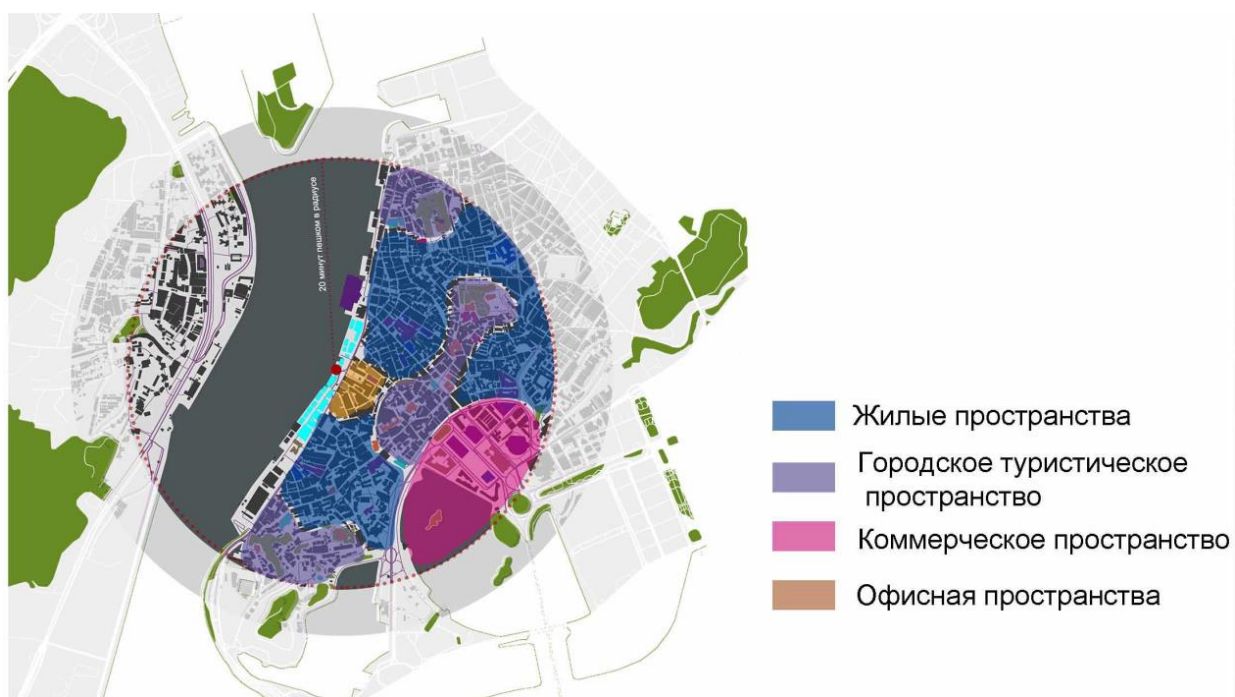 20 минут пешком в радиусе
Жилые пространства
Городское туристическое
пространство
Коммерческое пространство
Офисная пространства